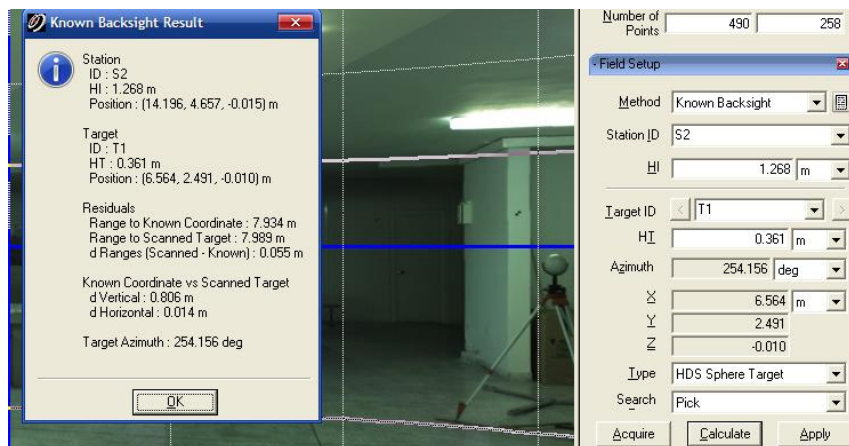 Known Backsight Result
Station
ID : S2
HI : 1.268 m
Position : (14.196, 4.657, -0.015) m
Target
ID : T1
HT : 0.361 m
Position : (6.564, 2.491, -0.010) m
Residuals
Range to Known Coordinate : 7.934 m
Range to Scanned Target : 7.989 m
d Ranges (Scanned - Known) : 0.055 m
Known Coordinate vs Scanned Target
d Vertical : 0.806 m
d Horizontal : 0.014 m
Target Azimuth : 254.156 deg
OK
Number of Points 490 258
- Field Setup
Method Known Backsight
Station ID S2
HI 1.268 m
Target ID < T1 >
HT 0.361 m
Azimuth 254.156 deg
X 6.564 m
Y 2.491
Z -0.010
Type HDS Sphere Target
Search Pick
Acquire Calculate Apply